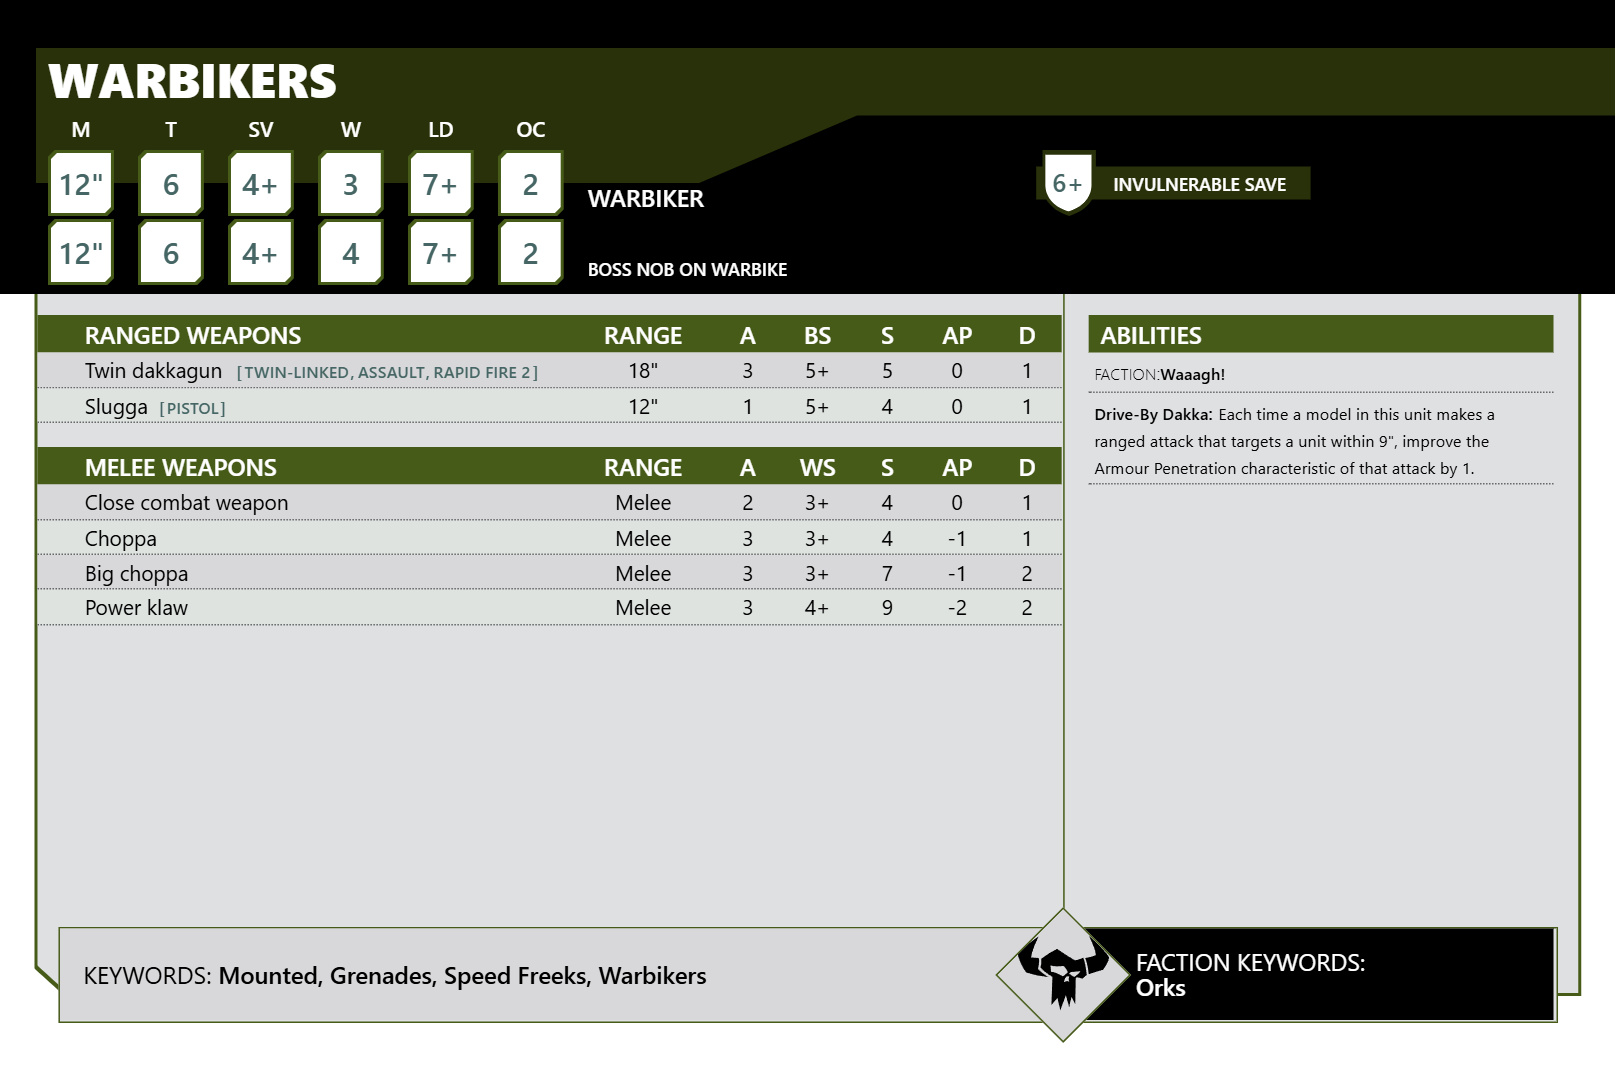 WARBIKERS
M T SV W LD OC
12" 6 4+ 3 7+ 2 WARBIKER 6+ INVULNERABLE SAVE
12" 6 4+ 4 7+ 2 BOSS NOB ON WARBIKE
RANGED WEAPONS RANGE A BS S AP D
Twin dakkagun [TWIN-LINKED, ASSAULT, RAPID FIRE 2] 18" 3 5+ 5 0 1
Slugga [PISTOL] 12" 1 5+ 4 0 1
MELEE WEAPONS RANGE A WS S AP D
Close combat weapon Melee 2 3+ 4 0 1
Choppa Melee 3 3+ 4 -1 1
Big choppa Melee 3 3+ 7 -1 2
Power klaw Melee 3 4+ 9 -2 2
ABILITIES
FACTION:Waaagh!
Drive-By Dakka: Each time a model in this unit makes a
ranged attack that targets a unit within 9", improve the
Armour Penetration characteristic of that attack by 1.
KEYWORDS: Mounted, Grenades, Speed Freeks, Warbikers
FACTION KEYWORDS:
Orks